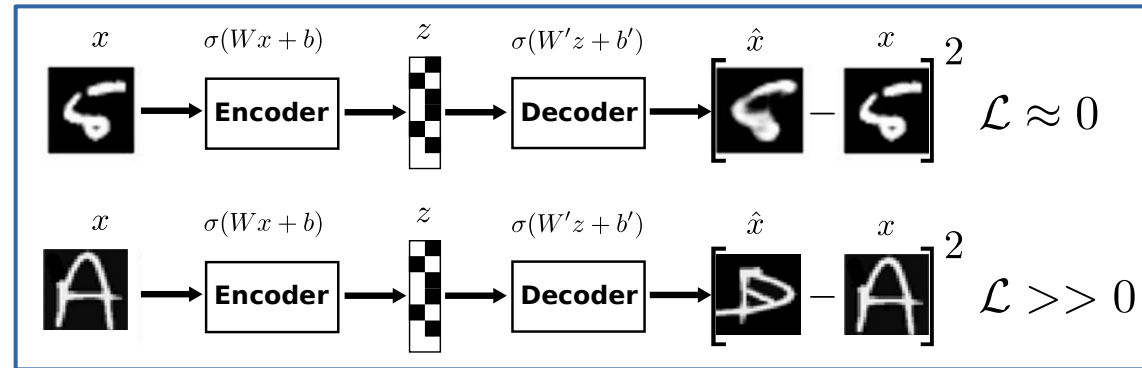 x σ(Wx + b) z σ(W′z + b′) x̂ x 2
Encoder Decoder [ − ] ℒ ≈ 0
x σ(Wx + b) z σ(W′z + b′) x̂ x 2
A Encoder Decoder [ − A ] ℒ >> 0